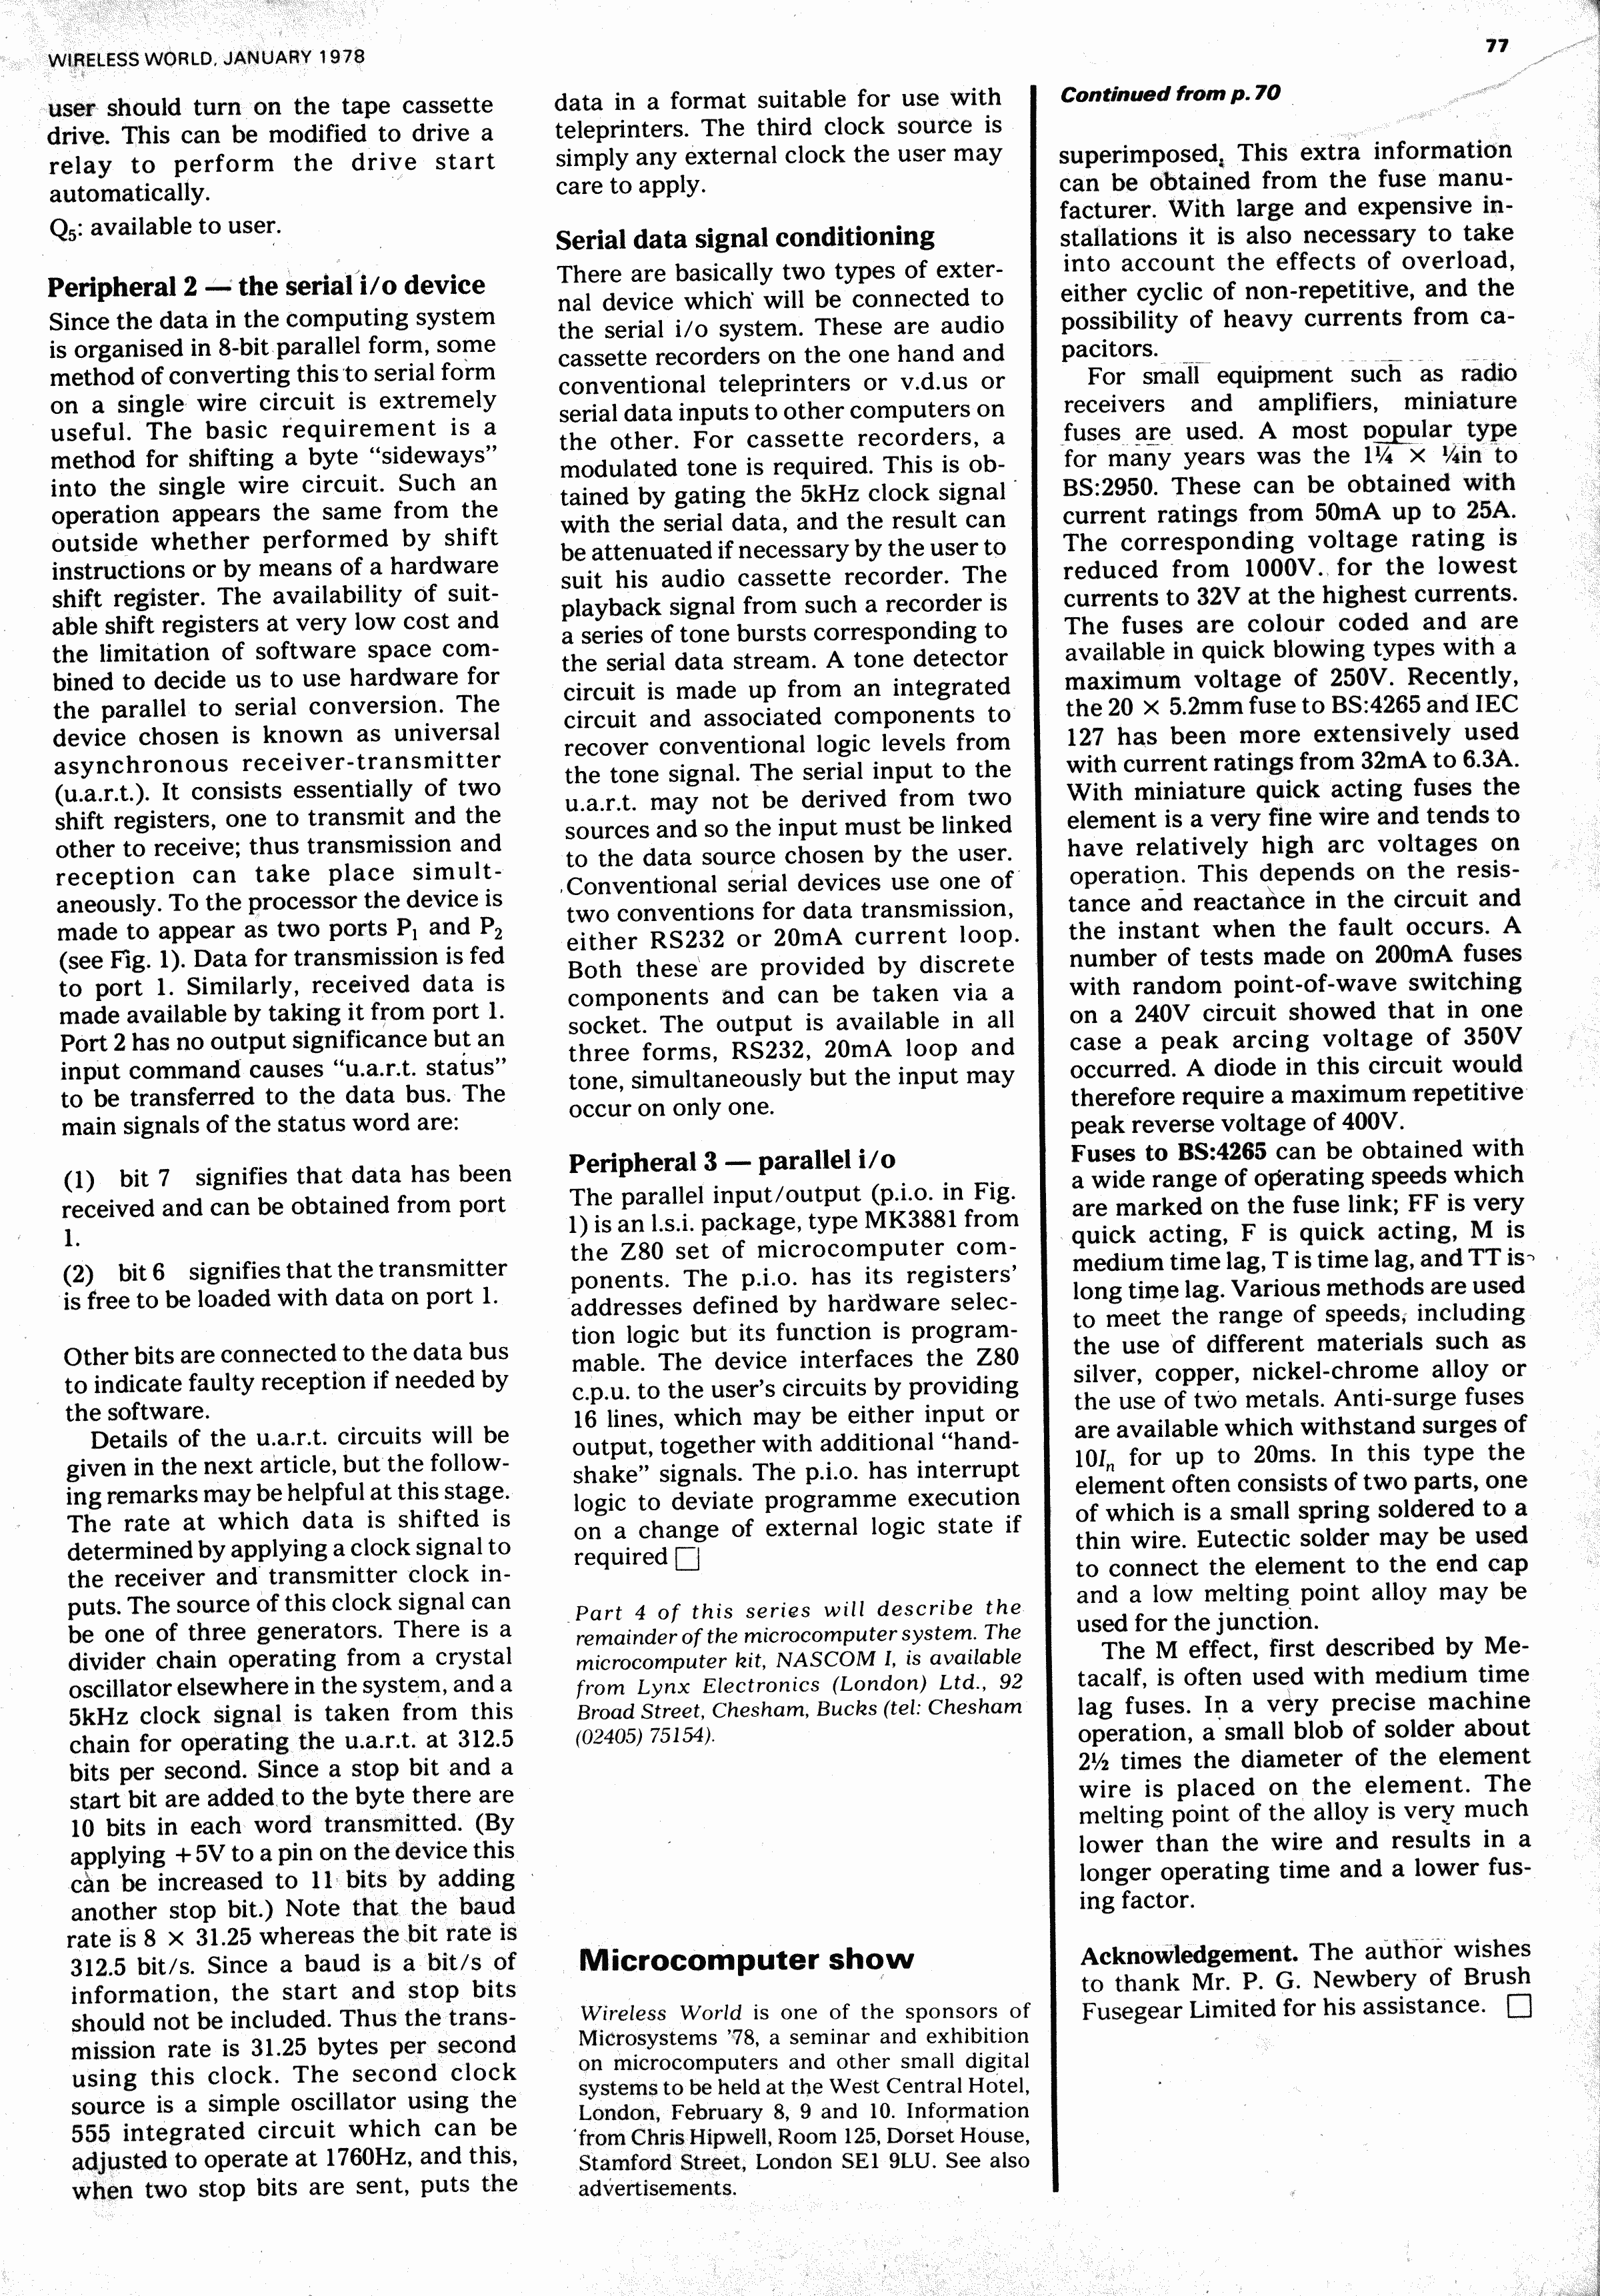 WIRELESS WORLD, JANUARY 1978
77
user should turn on the tape cassette
drive. This can be modified to drive a
relay to perform the drive start
automatically.
Q₅: available to user.
Peripheral 2 — the serial i/o device
Since the data in the computing system
is organised in 8-bit parallel form, some
method of converting this to serial form
on a single wire circuit is extremely
useful. The basic requirement is a
method for shifting a byte “sideways”
into the single wire circuit. Such an
operation appears the same from the
outside whether performed by shift
instructions or by means of a hardware
shift register. The availability of suit-
able shift registers at very low cost and
the limitation of software space com-
bined to decide us to use hardware for
the parallel to serial conversion. The
device chosen is known as universal
asynchronous receiver-transmitter
(u.a.r.t.). It consists essentially of two
shift registers, one to transmit and the
other to receive; thus transmission and
reception can take place simult-
aneously. To the processor the device is
made to appear as two ports P₁ and P₂
(see Fig. 1). Data for transmission is fed
to port 1. Similarly, received data is
made available by taking it from port 1.
Port 2 has no output significance but an
input command causes “u.a.r.t. status”
to be transferred to the data bus. The
main signals of the status word are:
(1) bit 7 signifies that data has been
received and can be obtained from port
1.
(2) bit 6 signifies that the transmitter
is free to be loaded with data on port 1.
Other bits are connected to the data bus
to indicate faulty reception if needed by
the software.
Details of the u.a.r.t. circuits will be
given in the next article, but the follow-
ing remarks may be helpful at this stage.
The rate at which data is shifted is
determined by applying a clock signal to
the receiver and transmitter clock in-
puts. The source of this clock signal can
be one of three generators. There is a
divider chain operating from a crystal
oscillator elsewhere in the system, and a
5kHz clock signal is taken from this
chain for operating the u.a.r.t. at 312.5
bits per second. Since a stop bit and a
start bit are added to the byte there are
10 bits in each word transmitted. (By
applying +5V to a pin on the device this
can be increased to 11 bits by adding
another stop bit.) Note that the baud
rate is 8 × 31.25 whereas the bit rate is
312.5 bit/s. Since a baud is a bit/s of
information, the start and stop bits
should not be included. Thus the trans-
mission rate is 31.25 bytes per second
using this clock. The second clock
source is a simple oscillator using the
555 integrated circuit which can be
adjusted to operate at 1760Hz, and this,
when two stop bits are sent, puts the
data in a format suitable for use with
teleprinters. The third clock source is
simply any external clock the user may
care to apply.
Serial data signal conditioning
There are basically two types of exter-
nal device which will be connected to
the serial i/o system. These are audio
cassette recorders on the one hand and
conventional teleprinters or v.d.us or
serial data inputs to other computers on
the other. For cassette recorders, a
modulated tone is required. This is ob-
tained by gating the 5kHz clock signal
with the serial data, and the result can
be attenuated if necessary by the user to
suit his audio cassette recorder. The
playback signal from such a recorder is
a series of tone bursts corresponding to
the serial data stream. A tone detector
circuit is made up from an integrated
circuit and associated components to
recover conventional logic levels from
the tone signal. The serial input to the
u.a.r.t. may not be derived from two
sources and so the input must be linked
to the data source chosen by the user.
Conventional serial devices use one of
two conventions for data transmission,
either RS232 or 20mA current loop.
Both these are provided by discrete
components and can be taken via a
socket. The output is available in all
three forms, RS232, 20mA loop and
tone, simultaneously but the input may
occur on only one.
Peripheral 3 — parallel i/o
The parallel input/output (p.i.o. in Fig.
1) is an l.s.i. package, type MK3881 from
the Z80 set of microcomputer com-
ponents. The p.i.o. has its registers’
addresses defined by hardware selec-
tion logic but its function is program-
mable. The device interfaces the Z80
c.p.u. to the user’s circuits by providing
16 lines, which may be either input or
output, together with additional “hand-
shake” signals. The p.i.o. has interrupt
logic to deviate programme execution
on a change of external logic state if
required □
Part 4 of this series will describe the
remainder of the microcomputer system. The
microcomputer kit, NASCOM I, is available
from Lynx Electronics (London) Ltd., 92
Broad Street, Chesham, Bucks (tel: Chesham
(02405) 75154).
Microcomputer show
Wireless World is one of the sponsors of
Microsystems ’78, a seminar and exhibition
on microcomputers and other small digital
systems to be held at the West Central Hotel,
London, February 8, 9 and 10. Information
from Chris Hipwell, Room 125, Dorset House,
Stamford Street, London SE1 9LU. See also
advertisements.
Continued from p. 70
superimposed. This extra information
can be obtained from the fuse manu-
facturer. With large and expensive in-
stallations it is also necessary to take
into account the effects of overload,
either cyclic of non-repetitive, and the
possibility of heavy currents from ca-
pacitors.
For small equipment such as radio
receivers and amplifiers, miniature
fuses are used. A most popular type
for many years was the 1¼ × ¼in to
BS:2950. These can be obtained with
current ratings from 50mA up to 25A.
The corresponding voltage rating is
reduced from 1000V. for the lowest
currents to 32V at the highest currents.
The fuses are colour coded and are
available in quick blowing types with a
maximum voltage of 250V. Recently,
the 20 × 5.2mm fuse to BS:4265 and IEC
127 has been more extensively used
with current ratings from 32mA to 6.3A.
With miniature quick acting fuses the
element is a very fine wire and tends to
have relatively high arc voltages on
operation. This depends on the resis-
tance and reactance in the circuit and
the instant when the fault occurs. A
number of tests made on 200mA fuses
with random point-of-wave switching
on a 240V circuit showed that in one
case a peak arcing voltage of 350V
occurred. A diode in this circuit would
therefore require a maximum repetitive
peak reverse voltage of 400V.
Fuses to BS:4265 can be obtained with
a wide range of operating speeds which
are marked on the fuse link; FF is very
quick acting, F is quick acting, M is
medium time lag, T is time lag, and TT is
long time lag. Various methods are used
to meet the range of speeds, including
the use of different materials such as
silver, copper, nickel-chrome alloy or
the use of two metals. Anti-surge fuses
are available which withstand surges of
10Iₙ for up to 20ms. In this type the
element often consists of two parts, one
of which is a small spring soldered to a
thin wire. Eutectic solder may be used
to connect the element to the end cap
and a low melting point alloy may be
used for the junction.
The M effect, first described by Me-
tacalf, is often used with medium time
lag fuses. In a very precise machine
operation, a small blob of solder about
2½ times the diameter of the element
wire is placed on the element. The
melting point of the alloy is very much
lower than the wire and results in a
longer operating time and a lower fus-
ing factor.
Acknowledgement. The author wishes
to thank Mr. P. G. Newbery of Brush
Fusegear Limited for his assistance. □